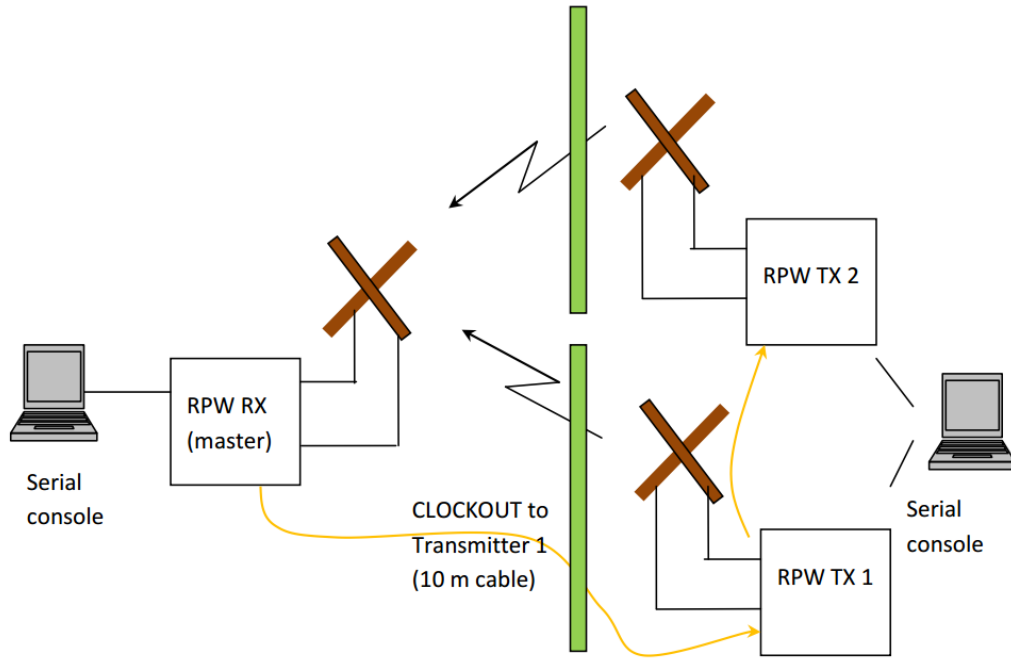 RPW TX 2
RPW RX
(master)
Serial
console
CLOCKOUT to
Transmitter 1
(10 m cable)
Serial
console
RPW TX 1